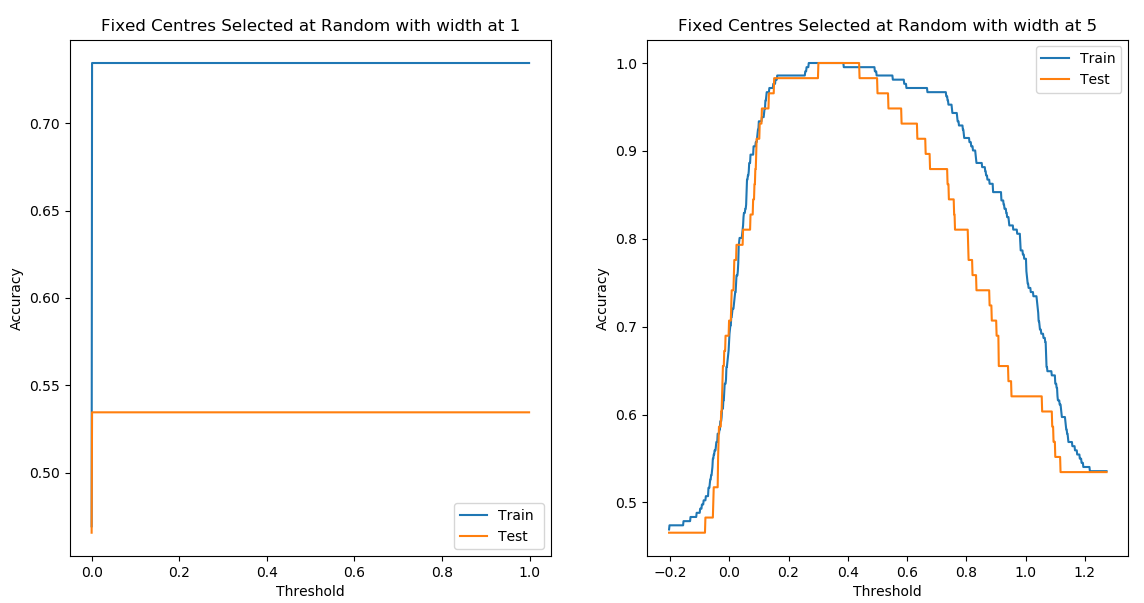 Fixed Centres Selected at Random with width at 1
Accuracy
0.70
0.65
0.60
0.55
0.50
0.0 0.2 0.4 0.6 0.8 1.0
Threshold
Train
Test
Fixed Centres Selected at Random with width at 5
Accuracy
1.0
0.9
0.8
0.7
0.6
0.5
−0.2 0.0 0.2 0.4 0.6 0.8 1.0 1.2
Threshold
Train
Test